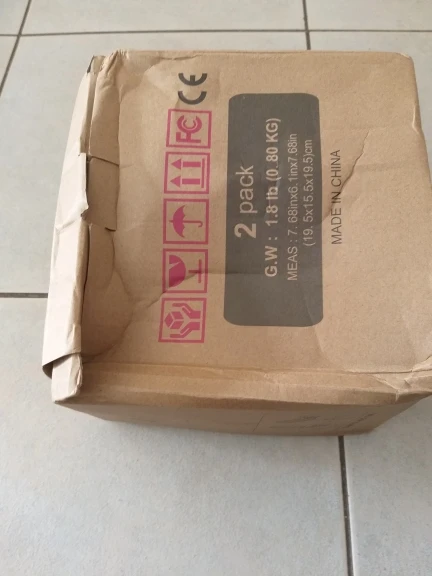 CE
FC
2 pack
G.W : 1.8 lb (0.80 KG)
MEAS : 7. 68inx6. 1inx7.68in
(19. 5x15.5x19.5)cm
MADE IN CHINA